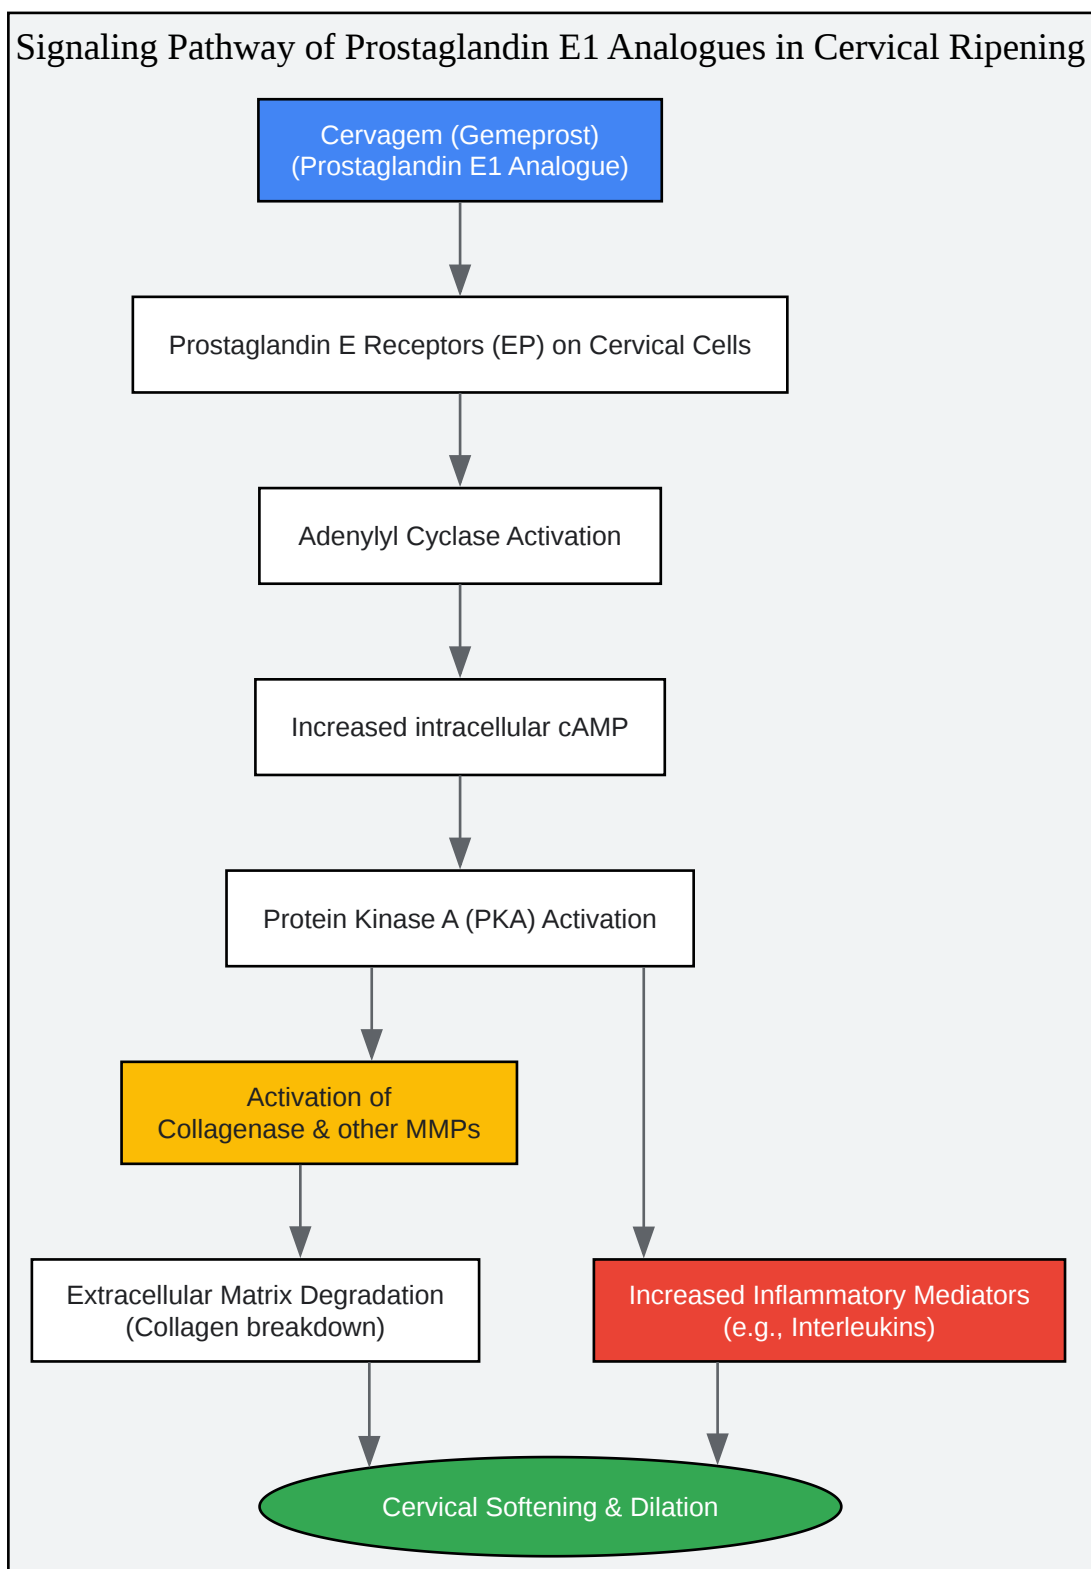 Signaling Pathway of Prostaglandin E1 Analogues in Cervical Ripening
Cervagem (Gemeprost)
(Prostaglandin E1 Analogue)
Prostaglandin E Receptors (EP) on Cervical Cells
Adenylyl Cyclase Activation
Increased intracellular cAMP
Protein Kinase A (PKA) Activation
Activation of
Collagenase & other MMPs
Extracellular Matrix Degradation
(Collagen breakdown)
Increased Inflammatory Mediators
(e.g., Interleukins)
Cervical Softening & Dilation